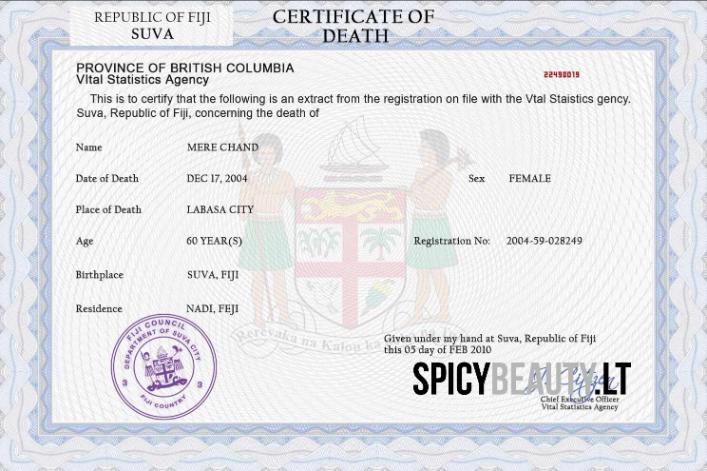 REPUBLIC OF FIJI
SUVA
CERTIFICATE OF
DEATH
PROVINCE OF BRITISH COLUMBIA
VItal Statistics Agency
22490019
This is to certify that the following is an extract from the registration on file with the Vtal Staistics gency.
Suva, Republic of Fiji, concerning the death of
Name MERE CHAND
Date of Death DEC 17, 2004 Sex FEMALE
Place of Death LABASA CITY
Age 60 YEAR(S) Registration No: 2004-59-028249
Birthplace SUVA, FIJI
Residence NADI, FEJI
Rerevaka na Kalou ka
FIJI COUNCIL
DEPARTMENT OF SUVA CITY
FIJI COUNTRY
Given under my hand at Suva, Republic of Fiji
this 05 day of FEB 2010
SPICYBEAUTY.LT
Chief Executive Officer
Vital Statistics Agency